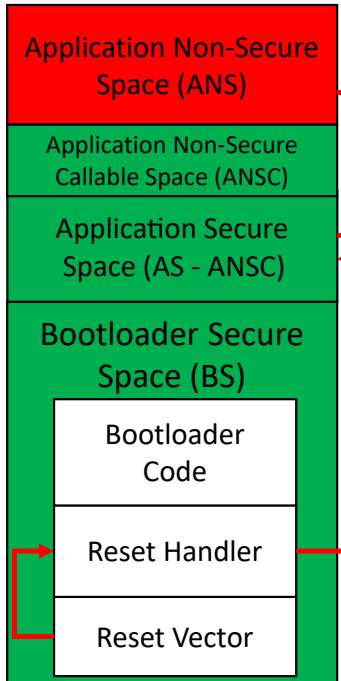 Application Non-Secure
Space (ANS)
Application Non-Secure
Callable Space (ANSC)
Application Secure
Space (AS - ANSC)
Bootloader Secure
Space (BS)
Bootloader
Code
Reset Handler
Reset Vector